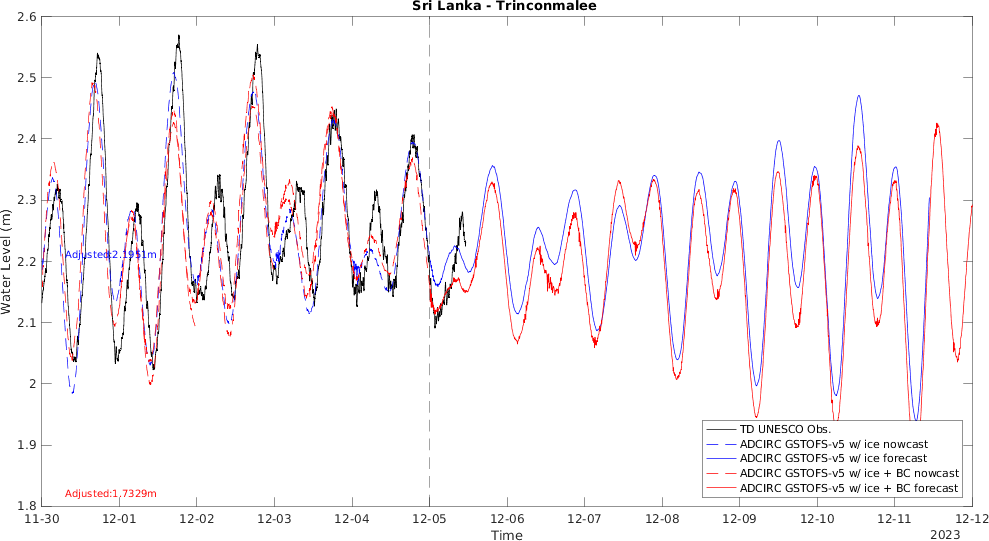 Sri Lanka - Trinconmalee
2.6
2.5
2.4
2.3
2.2
2.1
2
1.9
1.8
Water Level (m)
Adjusted:2.1951m
Adjusted:1.7329m
TD UNESCO Obs.
ADCIRC GSTOFS-v5 w/ ice nowcast
ADCIRC GSTOFS-v5 w/ ice forecast
ADCIRC GSTOFS-v5 w/ ice + BC nowcast
ADCIRC GSTOFS-v5 w/ ice + BC forecast
11-30 12-01 12-02 12-03 12-04 12-05 12-06 12-07 12-08 12-09 12-10 12-11 12-12
Time
2023